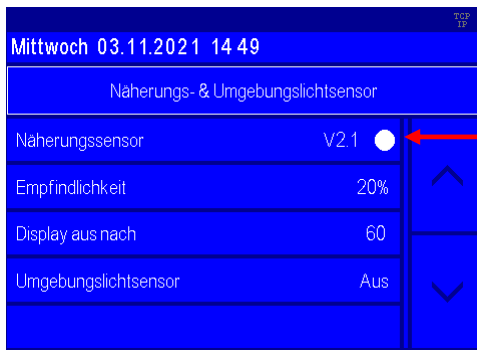 TCP
IP
Mittwoch 03.11.2021 14 49
Näherungs- & Umgebungslichtsensor
Näherungssensor V2.1
Empfindlichkeit 20%
Display aus nach 60
Umgebungslichtsensor Aus